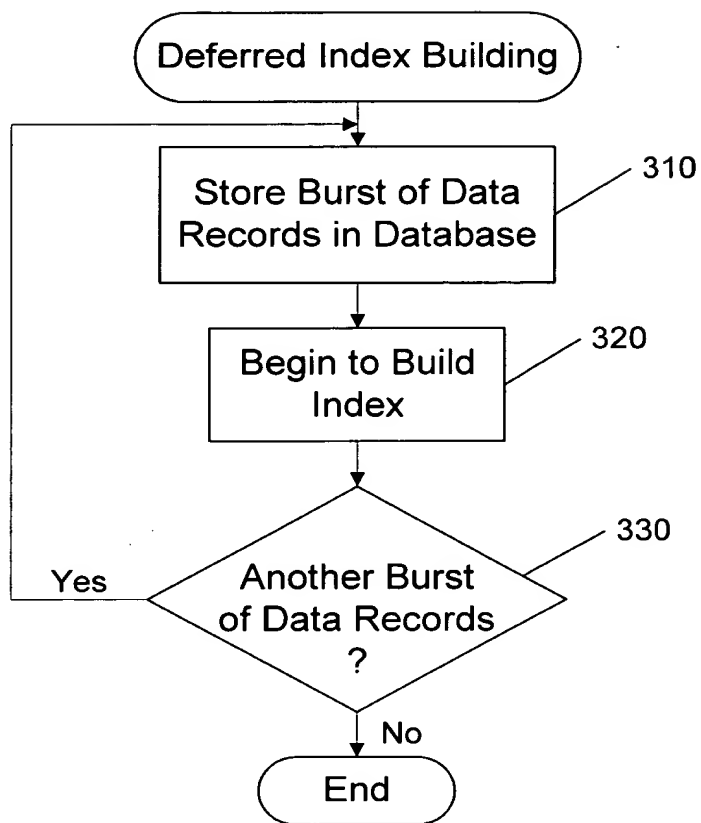 Deferred Index Building
Store Burst of Data
Records in Database
310
Begin to Build
Index
320
Another Burst
of Data Records
?
330
Yes
No
End